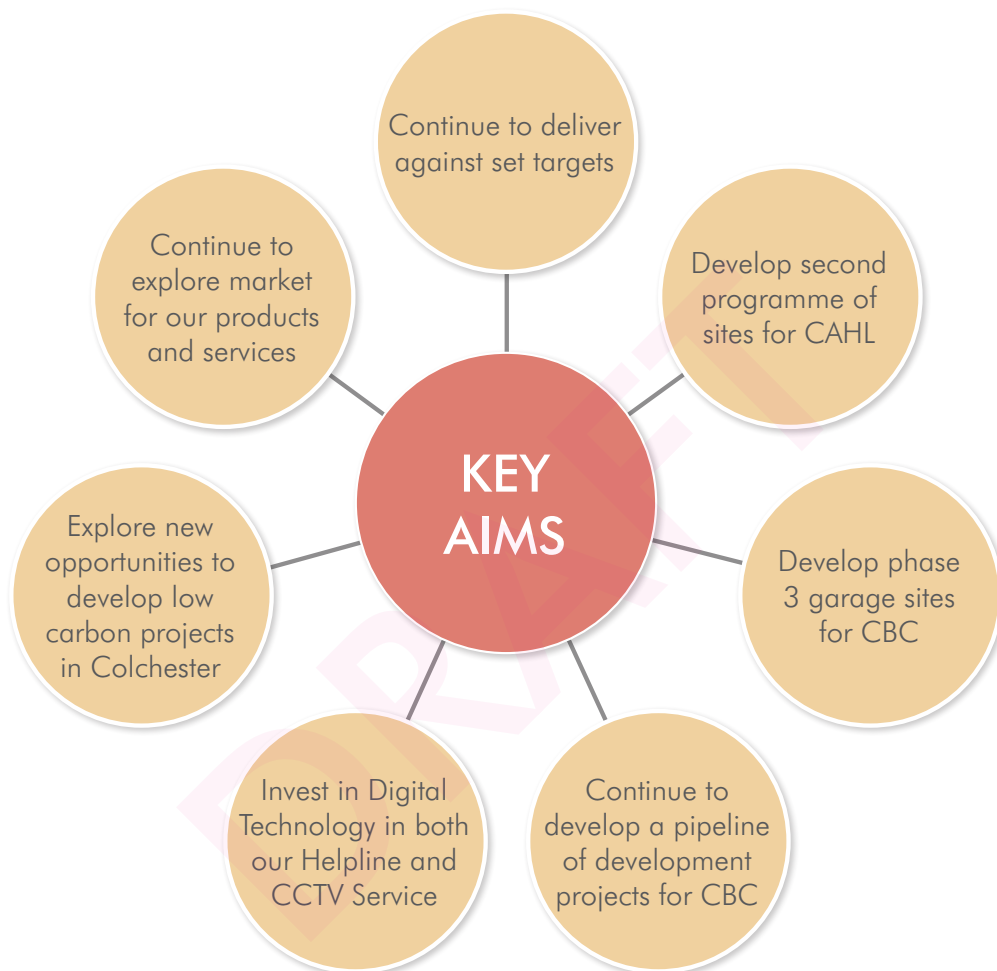 Continue to deliver
against set targets
Develop second
programme of
sites for CAHL
Develop phase
3 garage sites
for CBC
Continue to
develop a pipeline
of development
projects for CBC
Invest in Digital
Technology in both
our Helpline and
CCTV Service
Explore new
opportunities to
develop low
carbon projects
in Colchester
Continue to
explore market
for our products
and services
KEY
AIMS
DRAFT